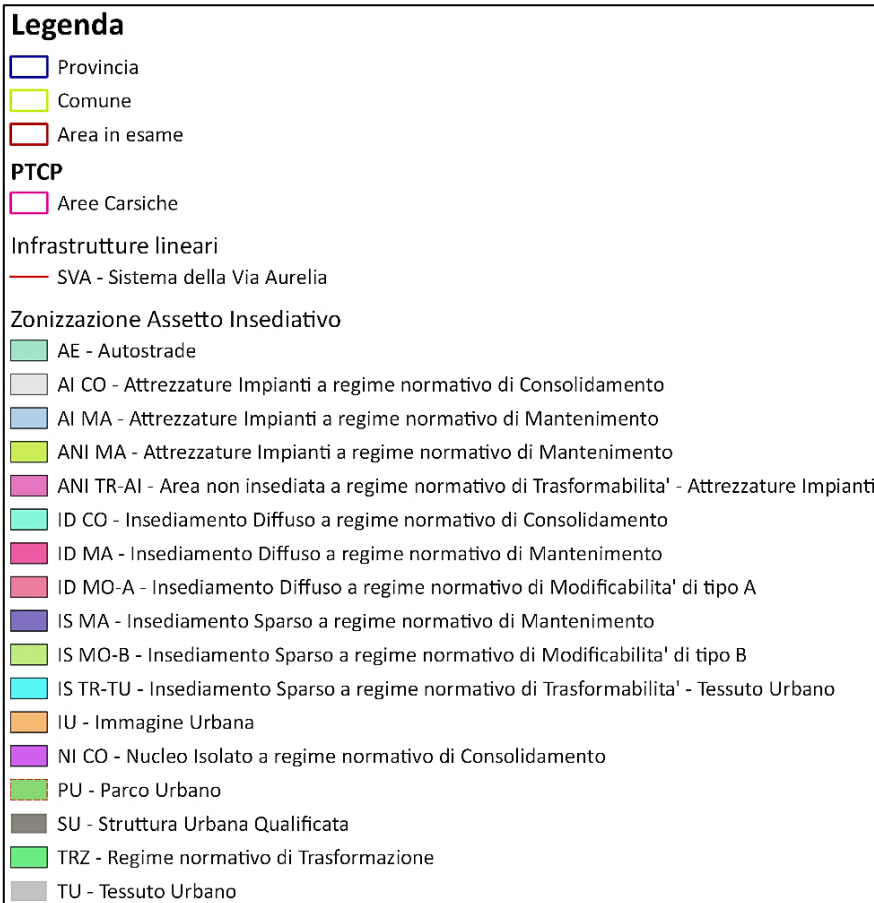 Legenda
Provincia
Comune
Area in esame
PTCP
Aree Carsiche
Infrastrutture lineari
SVA - Sistema della Via Aurelia
Zonizzazione Assetto Insediativo
AE - Autostrade
AI CO - Attrezzature Impianti a regime normativo di Consolidamento
AI MA - Attrezzature Impianti a regime normativo di Mantenimento
ANI MA - Attrezzature Impianti a regime normativo di Mantenimento
ANI TR-AI - Area non insediata a regime normativo di Trasformabilita' - Attrezzature Impianti
ID CO - Insediamento Diffuso a regime normativo di Consolidamento
ID MA - Insediamento Diffuso a regime normativo di Mantenimento
ID MO-A - Insediamento Diffuso a regime normativo di Modificabilita' di tipo A
IS MA - Insediamento Sparso a regime normativo di Mantenimento
IS MO-B - Insediamento Sparso a regime normativo di Modificabilita' di tipo B
IS TR-TU - Insediamento Sparso a regime normativo di Trasformabilita' - Tessuto Urbano
IU - Immagine Urbana
NI CO - Nucleo Isolato a regime normativo di Consolidamento
PU - Parco Urbano
SU - Struttura Urbana Qualificata
TRZ - Regime normativo di Trasformazione
TU - Tessuto Urbano